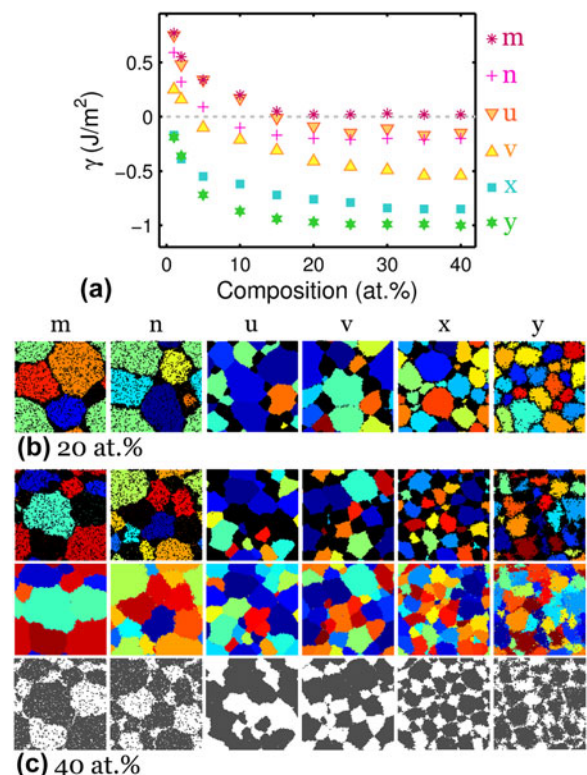 0.5
0
−0.5
−1
γ (J/m²)
0 10 20 30 40
Composition (at.%)
(a)
m
n
u
v
x
y
m n u v x y
(b) 20 at.%
(c) 40 at.%